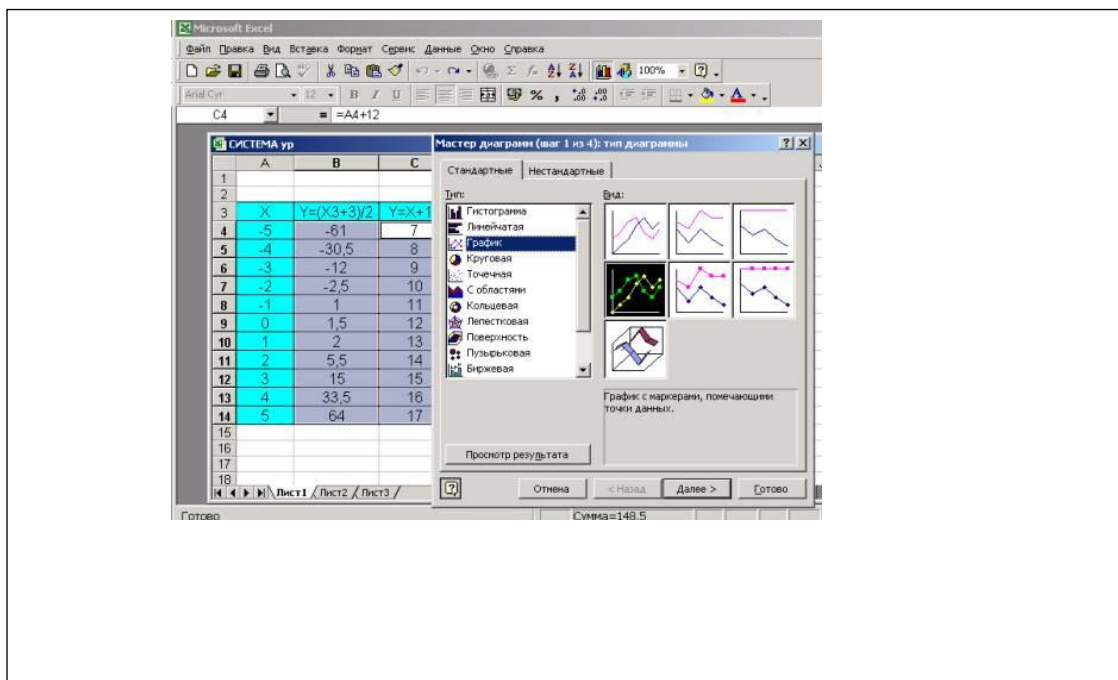 Microsoft Excel
Файл Правка Вид Вставка Формат Сервис Данные Окно Справка
100%
Arial Cyr 12 Ж К Ч
C4 = =A4+12
СИСТЕМА ур
A B C
1
2
3 X Y=(X3+3)/2 Y=X+1
4 -5 -61 7
5 -4 -30,5 8
6 -3 -12 9
7 -2 -2,5 10
8 -1 1 11
9 0 1,5 12
10 1 2 13
11 2 5,5 14
12 3 15 15
13 4 33,5 16
14 5 64 17
15
16
17
18
Лист1 Лист2 Лист3
Готово
Сумма=148,5
Мастер диаграмм (шаг 1 из 4): тип диаграммы
Стандартные Нестандартные
Тип:
Гистограмма
Линейчатая
График
Круговая
Точечная
С областями
Кольцевая
Лепестковая
Поверхность
Пузырьковая
Биржевая
Вид:
График с маркерами, помечающими
точки данных.
Просмотр результата
Отмена < Назад Далее > Готово